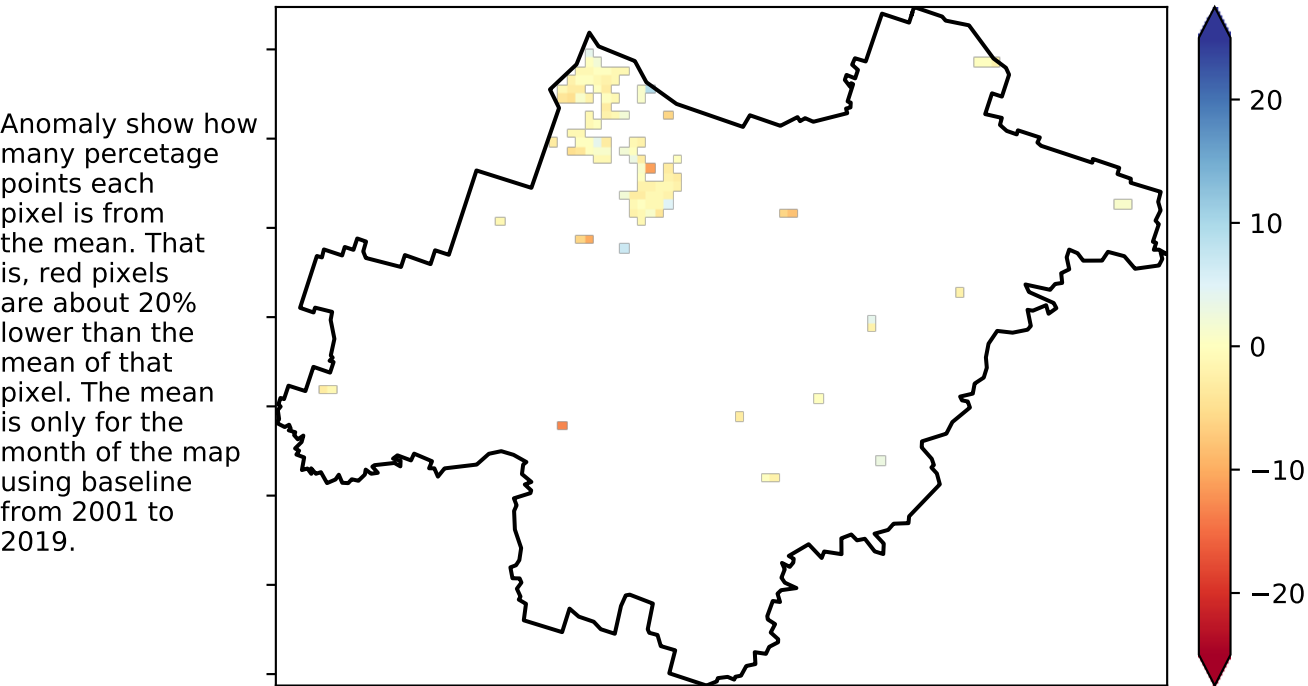 Anomaly show how
many percetage
points each
pixel is from
the mean. That
is, red pixels
are about 20%
lower than the
mean of that
pixel. The mean
is only for the
month of the map
using baseline
from 2001 to
2019.
20
10
0
−10
−20